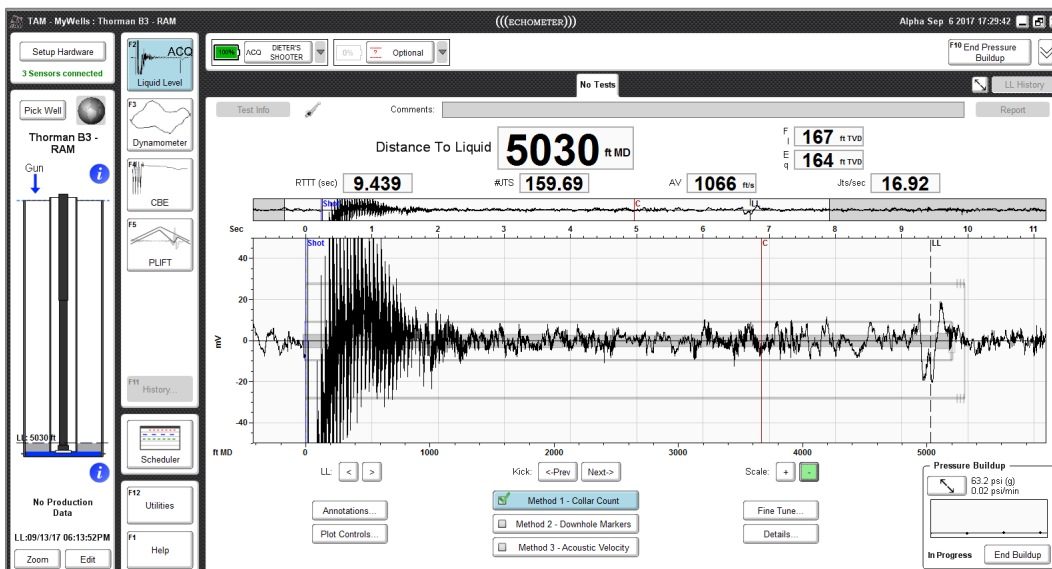 TAM - MyWells : Thorman B3 - RAM
(((ECHOMETER)))
Alpha Sep 6 2017 17:29:42
Setup Hardware
3 Sensors connected
Pick Well
Thorman B3 -
RAM
Gun
LL: 5030 ft
No Production
Data
LL:09/13/17 06:13:52PM
Zoom
Edit
F2
ACQ
Liquid Level
F3
Dynamometer
F4
CBE
F5
PLIFT
F11
History...
Scheduler
F12
Utilities
F1
Help
100%
ACQ
DIETER'S
SHOOTER
0%
?
Optional
F10 End Pressure
Buildup
No Tests
LL History
Test Info
Comments:
Report
Distance To Liquid 5030 ft MD
F
l
167 ft TVD
E
q
164 ft TVD
RTTT (sec) 9.439
#JTS 159.69
AV 1066 ft/s
Jts/sec 16.92
Shot
C
LL
Sec 0 1 2 3 4 5 6 7 8 9 10 11
Shot
C
LL
40
20
0
-20
-40
mV
ft MD 0 1000 2000 3000 4000 5000
LL: < >
Kick: <-Prev Next->
Scale: + -
Annotations...
Plot Controls...
Method 1 - Collar Count
Method 2 - Downhole Markers
Method 3 - Acoustic Velocity
Fine Tune...
Details...
Pressure Buildup
63.2 psi (g)
0.02 psi/min
In Progress
End Buildup